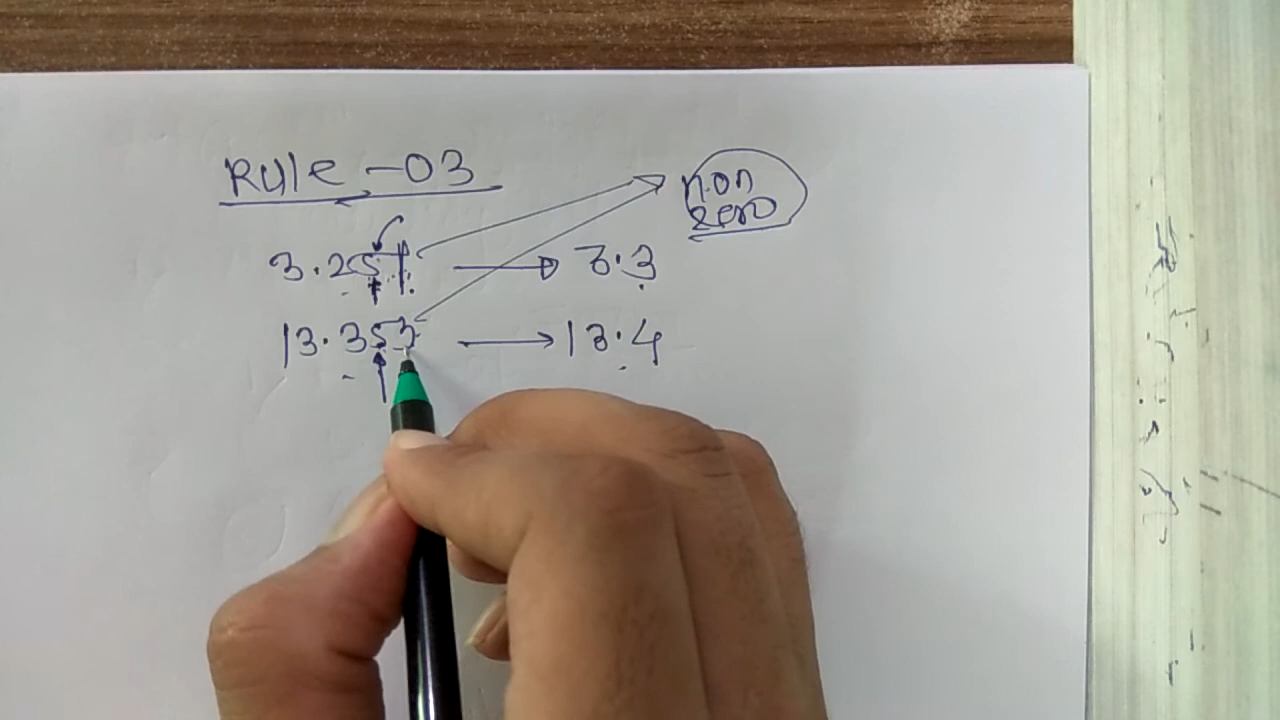 Rule -03
non
zero
3.251 → 3.3
13.353 → 13.4